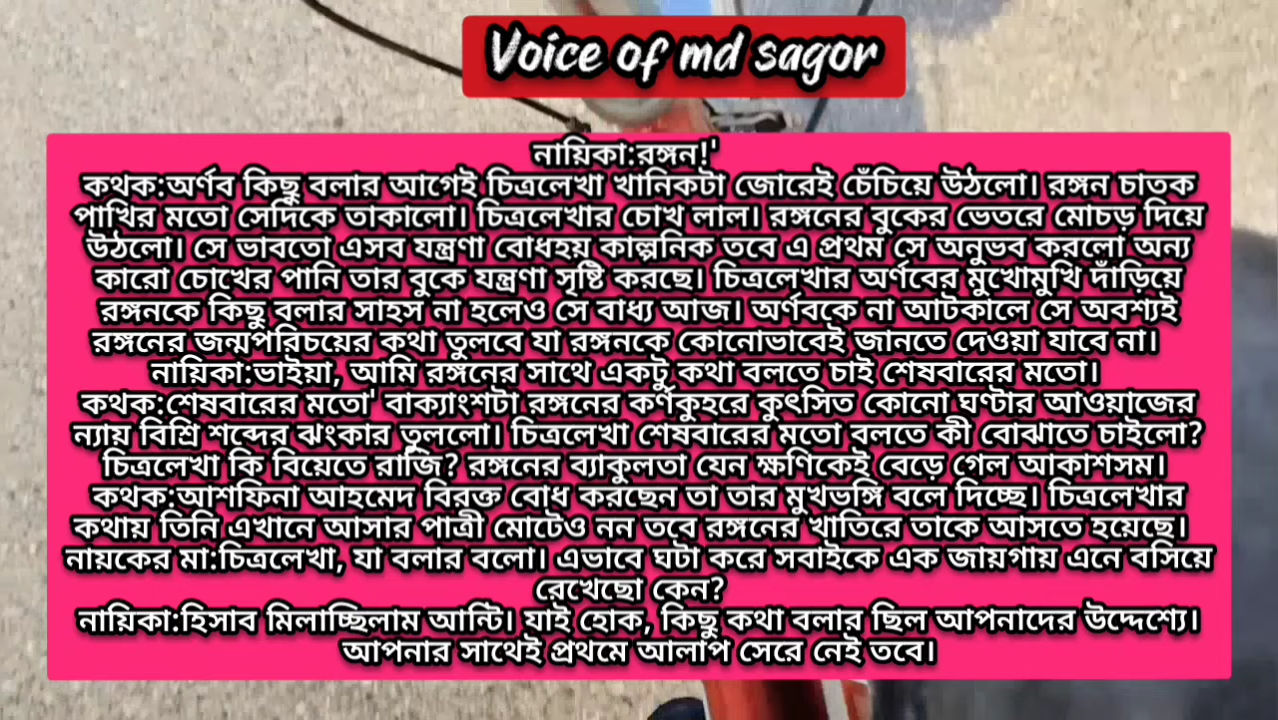 Voice of md sagor
নায়িকা:রঙ্গন!'
কথক:অর্ণব কিছু বলার আগেই চিত্রলেখা খানিকটা জোরেই চেঁচিয়ে উঠলো। রঙ্গন চাতক
পাখির মতো সেদিকে তাকালো। চিত্রলেখার চোখ লাল। রঙ্গনের বুকের ভেতরে মোচড় দিয়ে
উঠলো। সে ভাবতো এসব যন্ত্রণা বোধহয় কাল্পনিক তবে এ প্রথম সে অনুভব করলো অন্য
কারো চোখের পানি তার বুকে যন্ত্রণা সৃষ্টি করছে। চিত্রলেখার অর্ণবের মুখোমুখি দাঁড়িয়ে
রঙ্গনকে কিছু বলার সাহস না হলেও সে বাধ্য আজ। অর্ণবকে না আটকালে সে অবশ্যই
রঙ্গনের জন্মপরিচয়ের কথা তুলবে যা রঙ্গনকে কোনোভাবেই জানতে দেওয়া যাবে না।
নায়িকা:ভাইয়া, আমি রঙ্গনের সাথে একটু কথা বলতে চাই শেষবারের মতো।
কথক:শেষবারের মতো' বাক্যাংশটা রঙ্গনের কর্ণকুহরে কুৎসিত কোনো ঘণ্টার আওয়াজের
ন্যায় বিশ্রি শব্দের ঝংকার তুললো। চিত্রলেখা শেষবারের মতো বলতে কী বোঝাতে চাইলো?
চিত্রলেখা কি বিয়েতে রাজি? রঙ্গনের ব্যাকুলতা যেন ক্ষণিকেই বেড়ে গেল আকাশসম।
কথক:আশফিনা আহমেদ বিরক্ত বোধ করছেন তা তার মুখভঙ্গি বলে দিচ্ছে। চিত্রলেখার
কথায় তিনি এখানে আসার পাত্রী মোটেও নন তবে রঙ্গনের খাতিরে তাকে আসতে হয়েছে।
নায়কের মা:চিত্রলেখা, যা বলার বলো। এভাবে ঘটা করে সবাইকে এক জায়গায় এনে বসিয়ে
রেখেছো কেন?
নায়িকা:হিসাব মিলাচ্ছিলাম আন্টি। যাই হোক, কিছু কথা বলার ছিল আপনাদের উদ্দেশ্যে।
আপনার সাথেই প্রথমে আলাপ সেরে নেই তবে।